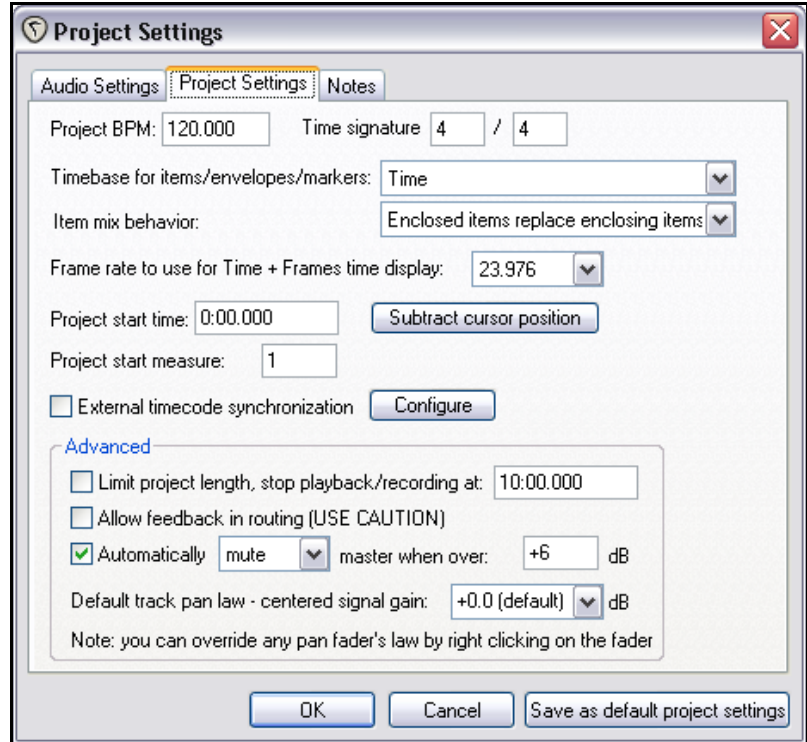 Project Settings
Audio Settings Project Settings Notes
Project BPM: 120.000 Time signature 4 / 4
Timebase for items/envelopes/markers: Time
Item mix behavior: Enclosed items replace enclosing items
Frame rate to use for Time + Frames time display: 23.976
Project start time: 0:00.000 Subtract cursor position
Project start measure: 1
External timecode synchronization Configure
Advanced
Limit project length, stop playback/recording at: 10:00.000
Allow feedback in routing (USE CAUTION)
Automatically mute master when over: +6 dB
Default track pan law - centered signal gain: +0.0 (default) dB
Note: you can override any pan fader's law by right clicking on the fader
OK Cancel Save as default project settings